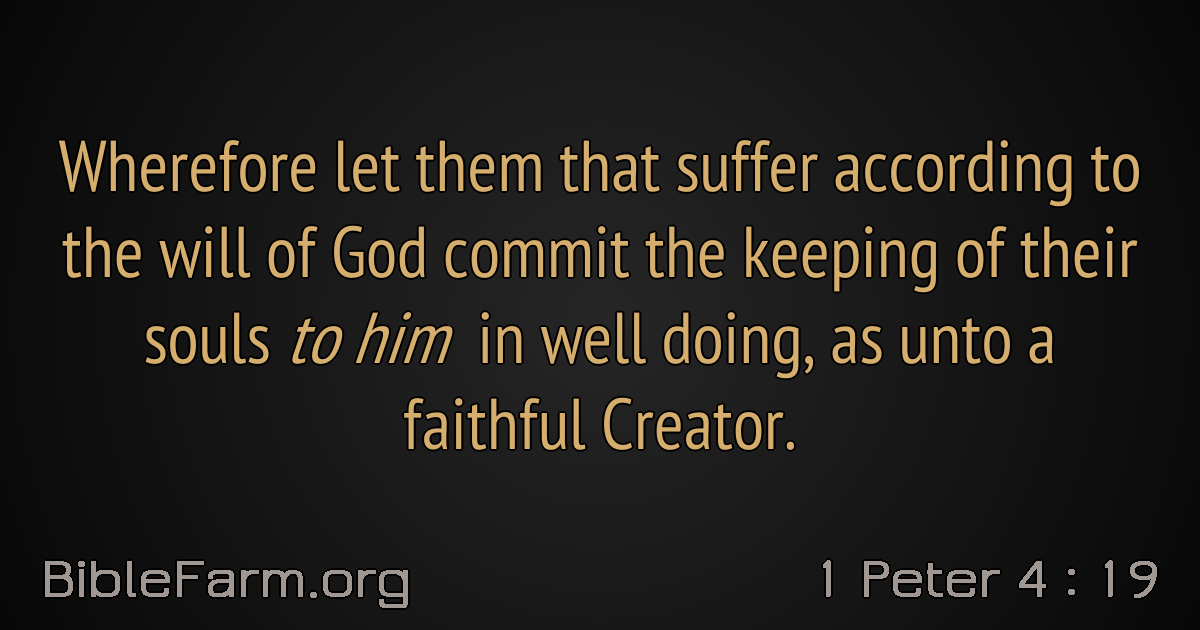 Wherefore let them that suffer according to
the will of God commit the keeping of their
souls to him in well doing, as unto a
faithful Creator.
BibleFarm.org
1 Peter 4 : 19